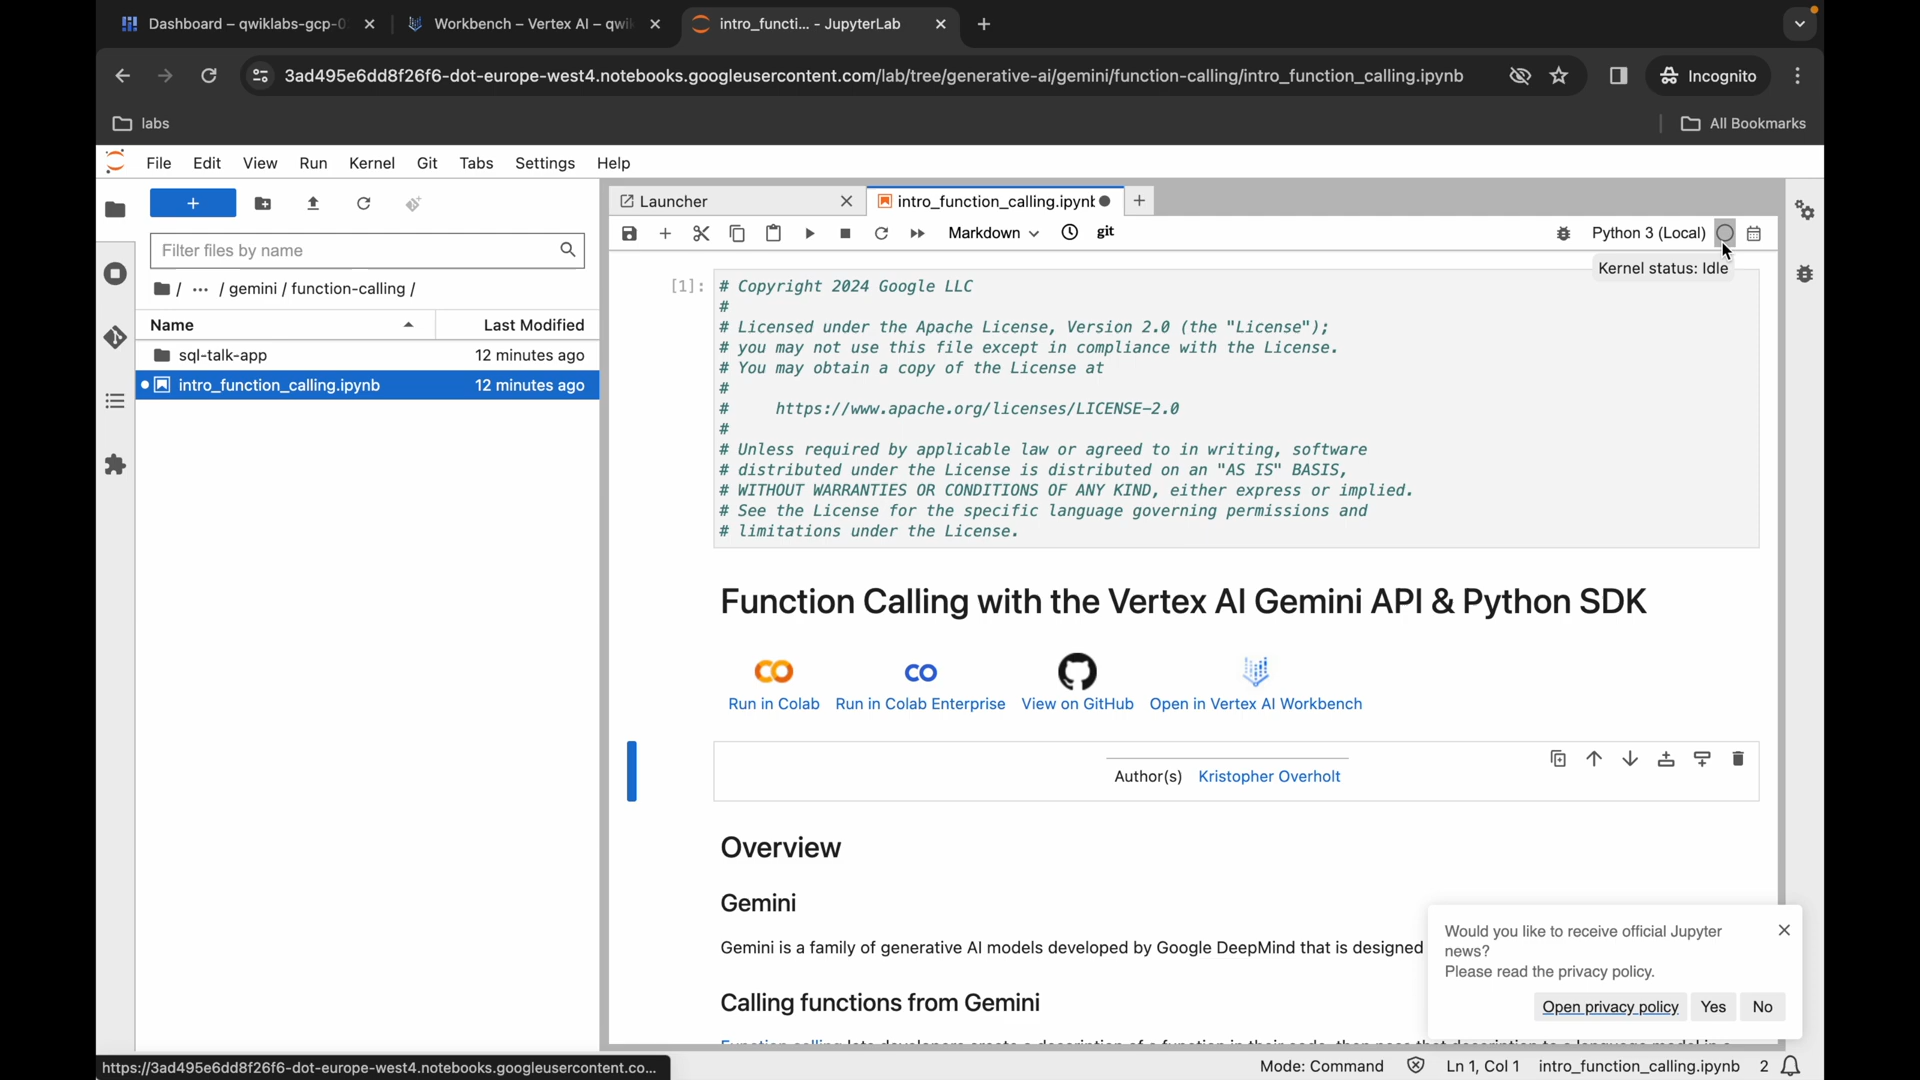 Dashboard – qwiklabs-gcp-0
Workbench – Vertex AI – qwik
intro_functi... - JupyterLab
3ad495e6dd8f26f6-dot-europe-west4.notebooks.googleusercontent.com/lab/tree/generative-ai/gemini/function-calling/intro_function_calling.ipynb
Incognito
labs
All Bookmarks
File Edit View Run Kernel Git Tabs Settings Help
Launcher
intro_function_calling.ipynb
Markdown
git
Python 3 (Local)
Kernel status: Idle
Filter files by name
/ ··· / gemini / function-calling /
Name Last Modified
sql-talk-app 12 minutes ago
intro_function_calling.ipynb 12 minutes ago
[1]: # Copyright 2024 Google LLC
#
# Licensed under the Apache License, Version 2.0 (the "License");
# you may not use this file except in compliance with the License.
# You may obtain a copy of the License at
#
# https://www.apache.org/licenses/LICENSE-2.0
#
# Unless required by applicable law or agreed to in writing, software
# distributed under the License is distributed on an "AS IS" BASIS,
# WITHOUT WARRANTIES OR CONDITIONS OF ANY KIND, either express or implied.
# See the License for the specific language governing permissions and
# limitations under the License.
Function Calling with the Vertex AI Gemini API & Python SDK
CO CO
Run in Colab Run in Colab Enterprise View on GitHub Open in Vertex AI Workbench
Author(s) Kristopher Overholt
Overview
Gemini
Gemini is a family of generative AI models developed by Google DeepMind that is designed
Calling functions from Gemini
Would you like to receive official Jupyter
news?
Please read the privacy policy.
Open privacy policy Yes No
https://3ad495e6dd8f26f6-dot-europe-west4.notebooks.googleusercontent.co...
Mode: Command
Ln 1, Col 1
intro_function_calling.ipynb
2